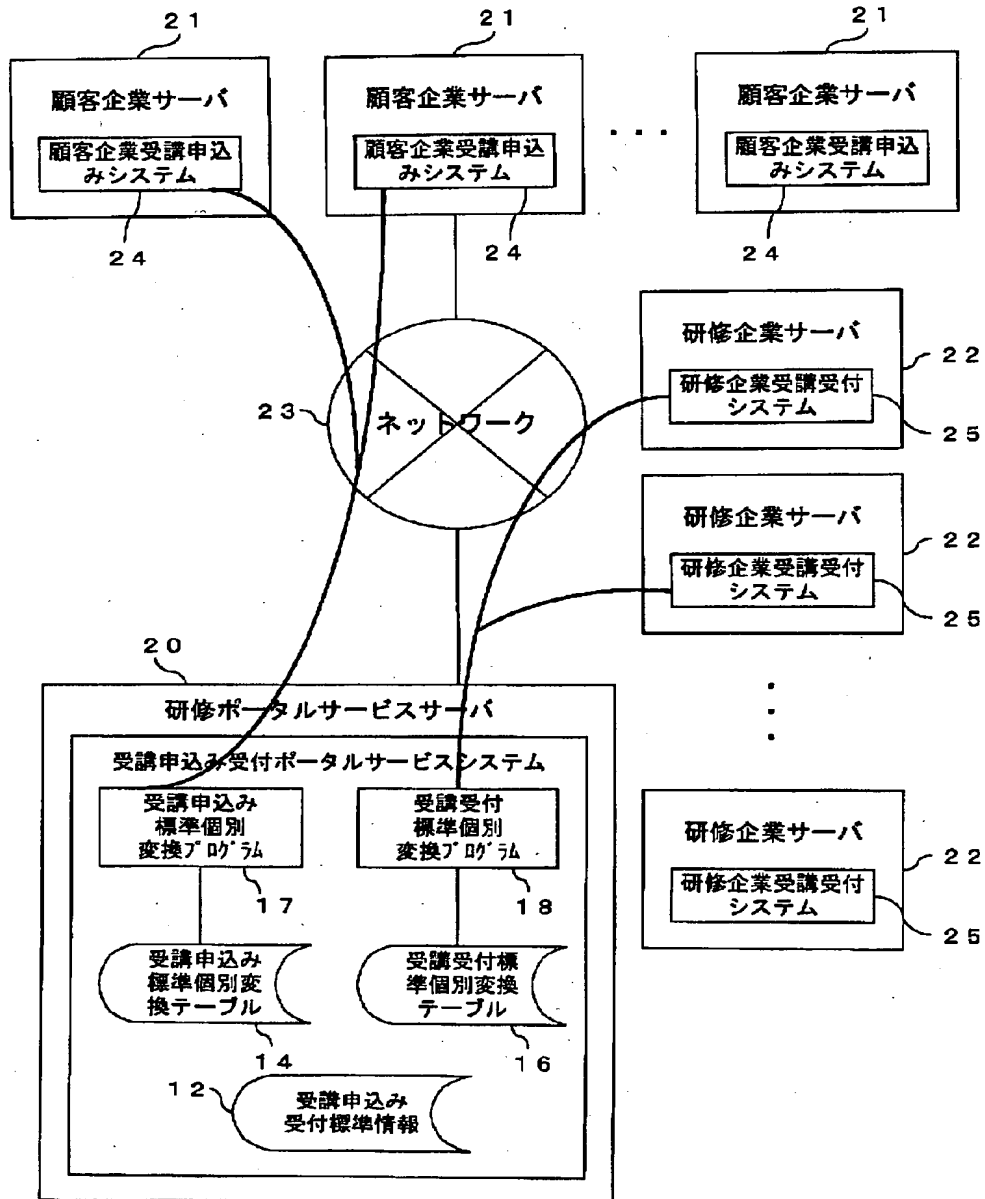 21
21
21
顧客企業サーバ
顧客企業受講申込
みシステム
24
顧客企業サーバ
顧客企業受講申込
みシステム
24
・・・
顧客企業サーバ
顧客企業受講申込
みシステム
24
23
ネットワーク
研修企業サーバ
22
研修企業受講受付
システム
25
研修企業サーバ
22
研修企業受講受付
システム
25
研修企業サーバ
22
研修企業受講受付
システム
25
20
研修ポータルサービスサーバ
受講申込み受付ポータルサービスシステム
受講申込み
標準個別
変換プログラム
17
受講受付
標準個別
変換プログラム
18
受講申込み
標準個別変
換テーブル
14
受講受付標
準個別変換
テーブル
16
12
受講申込み
受付標準情報